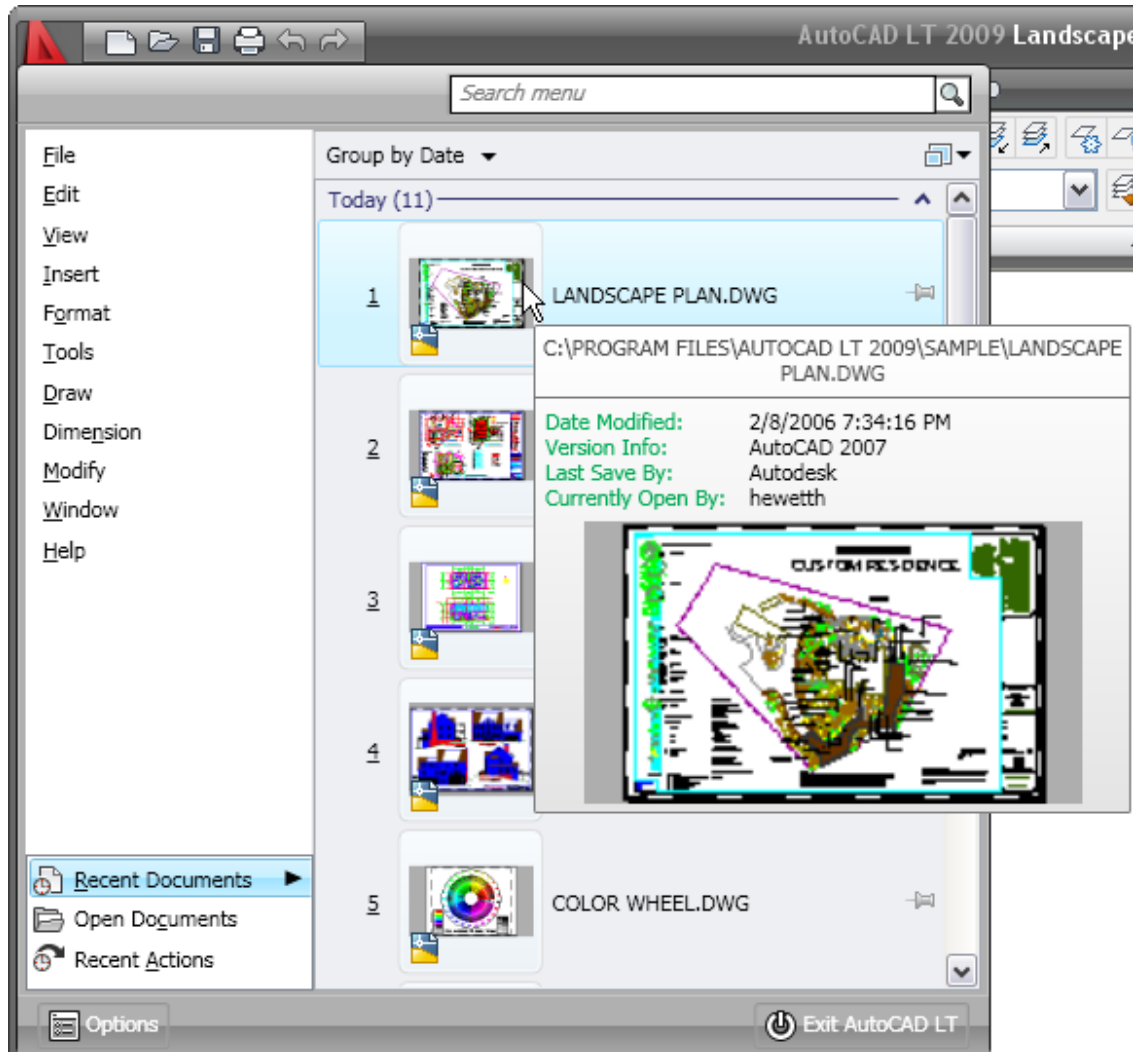 AutoCAD LT 2009 Landscape
Search menu
File
Edit
View
Insert
Format
Tools
Draw
Dimension
Modify
Window
Help
Recent Documents
Open Documents
Recent Actions
Group by Date
Today (11)
1
LANDSCAPE PLAN.DWG
C:\PROGRAM FILES\AUTOCAD LT 2009\SAMPLE\LANDSCAPE
PLAN.DWG
Date Modified: 2/8/2006 7:34:16 PM
Version Info: AutoCAD 2007
Last Save By: Autodesk
Currently Open By: hewetth
CUSTOM RESIDENCE
2
3
4
5
COLOR WHEEL.DWG
Options
Exit AutoCAD LT